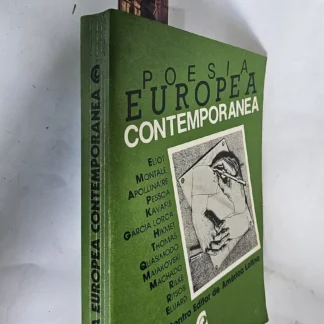 POESIA
EUROPEA
CONTEMPORANEA
ELIOT
MONTALE
APOLLINAIRE
PESSOA
KAVAFIS
GARCIA LORCA
HIKMET
THOMAS
QUASIMODO
MAIAKOVSKI
MACHADO
RILKE
RITSOS
ELUARD
Centro Editor de América Latina
A EUROPEA CONTEMPORANEA